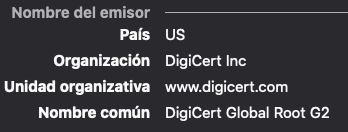 Nombre del emisor
País US
Organización DigiCert Inc
Unidad organizativa www.digicert.com
Nombre común DigiCert Global Root G2